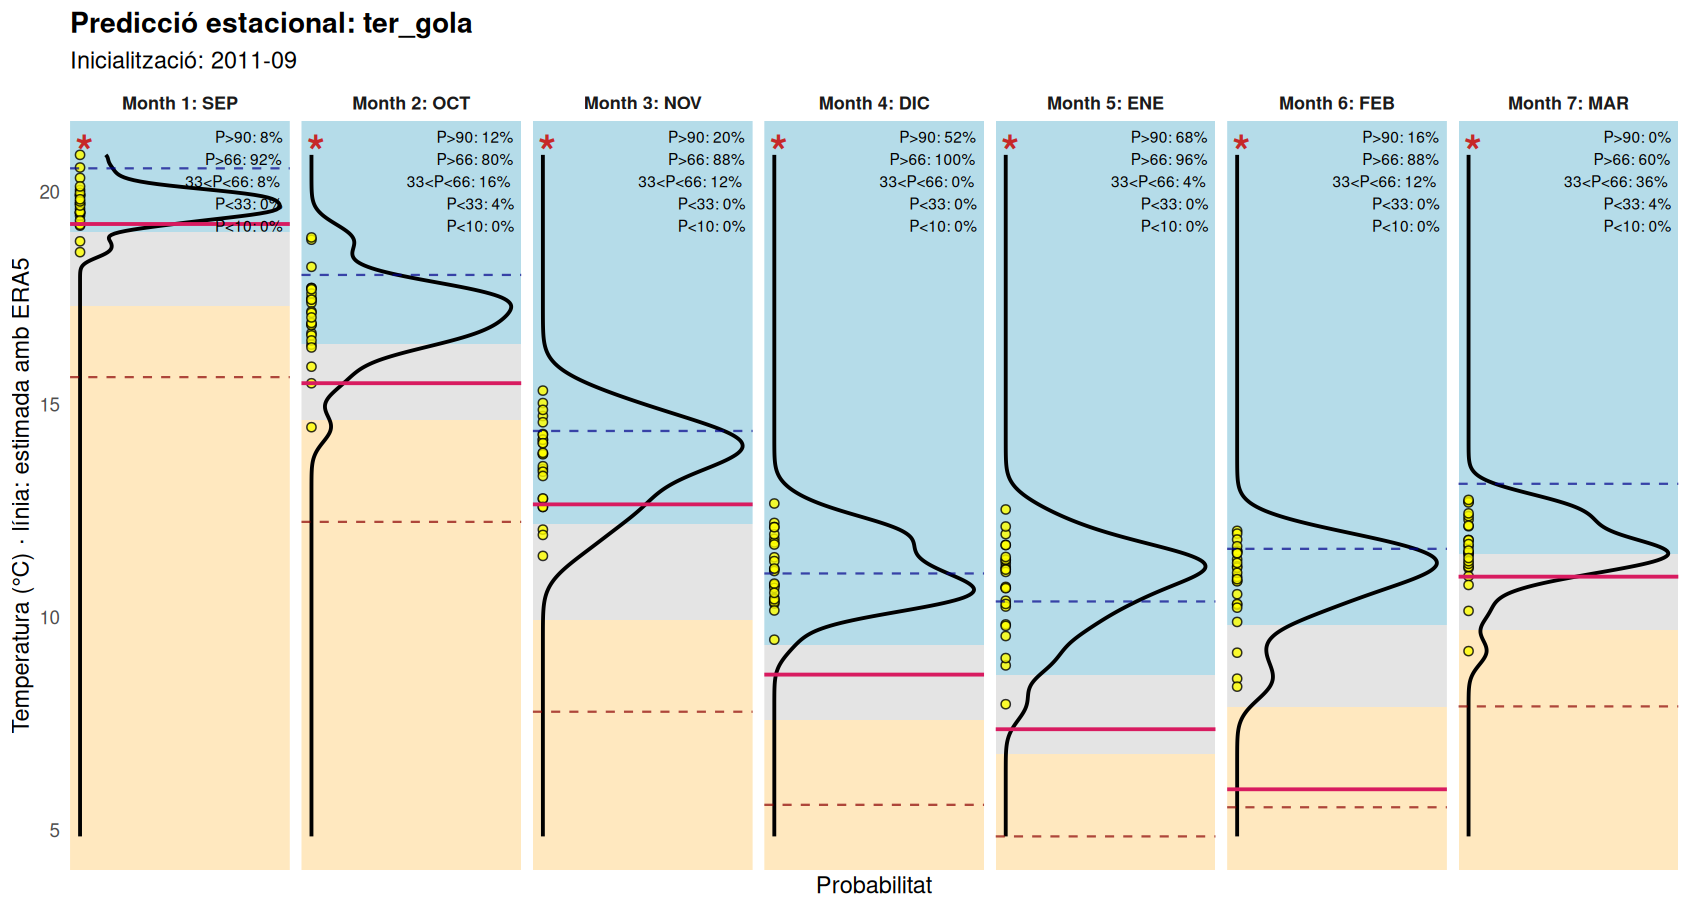 Predicció estacional: ter_gola
Inicialització: 2011-09
Month 1: SEP
Month 2: OCT
Month 3: NOV
Month 4: DIC
Month 5: ENE
Month 6: FEB
Month 7: MAR
*
P>90: 8%
P>66: 92%
33<P<66: 8%
P<33: 0%
P<10: 0%
*
P>90: 12%
P>66: 80%
33<P<66: 16%
P<33: 4%
P<10: 0%
*
P>90: 20%
P>66: 88%
33<P<66: 12%
P<33: 0%
P<10: 0%
*
P>90: 52%
P>66: 100%
33<P<66: 0%
P<33: 0%
P<10: 0%
*
P>90: 68%
P>66: 96%
33<P<66: 4%
P<33: 0%
P<10: 0%
*
P>90: 16%
P>66: 88%
33<P<66: 12%
P<33: 0%
P<10: 0%
*
P>90: 0%
P>66: 60%
33<P<66: 36%
P<33: 4%
P<10: 0%
20
15
10
5
Temperatura (°C) · línia: estimada amb ERA5
Probabilitat